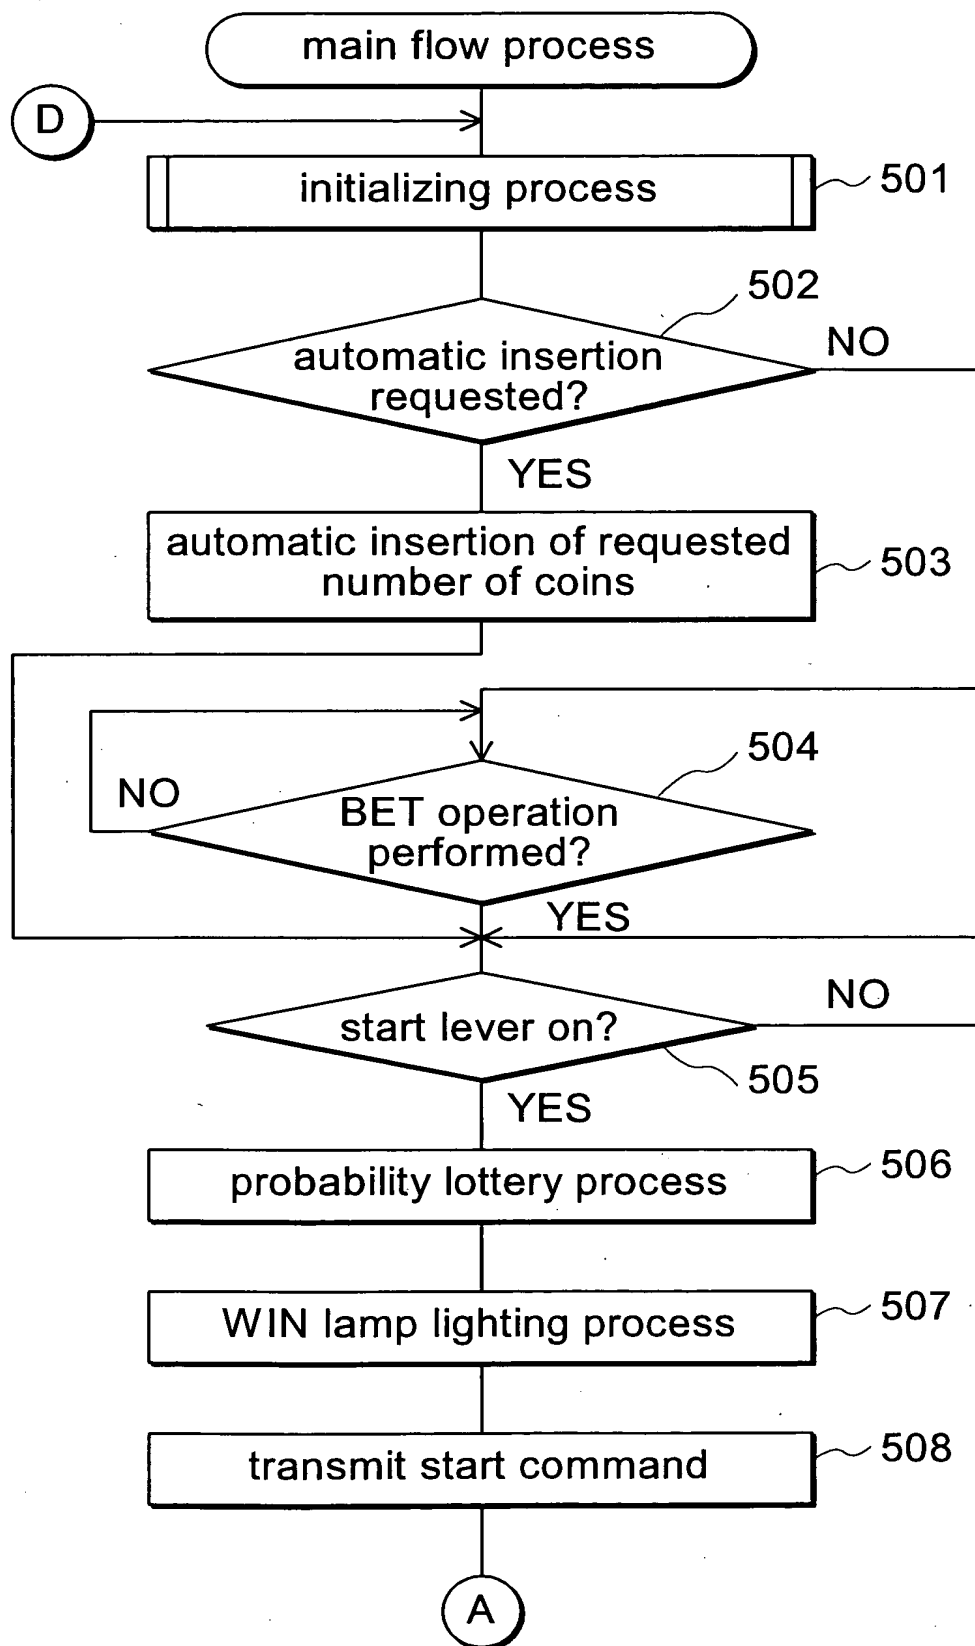 main flow process
D
initializing process
501
502
automatic insertion
requested?
NO
YES
automatic insertion of requested
number of coins
503
504
NO
BET operation
performed?
YES
NO
start lever on?
505
YES
probability lottery process
506
WIN lamp lighting process
507
transmit start command
508
A